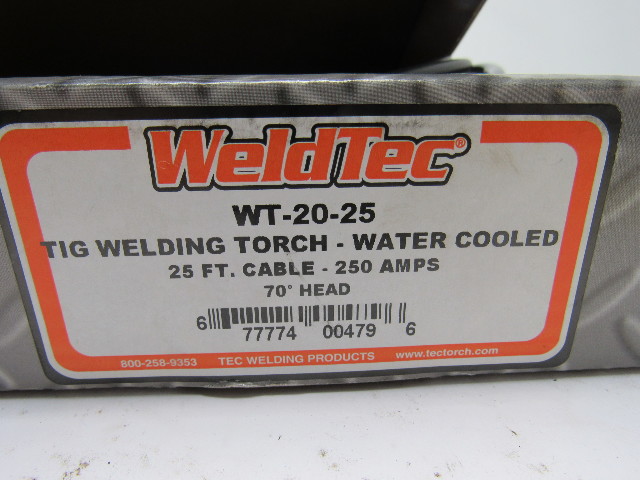 WeldTec®
WT-20-25
TIG WELDING TORCH - WATER COOLED
25 FT. CABLE - 250 AMPS
70° HEAD
6 77774 00479 6
800-258-9353 TEC WELDING PRODUCTS www.tectorch.com